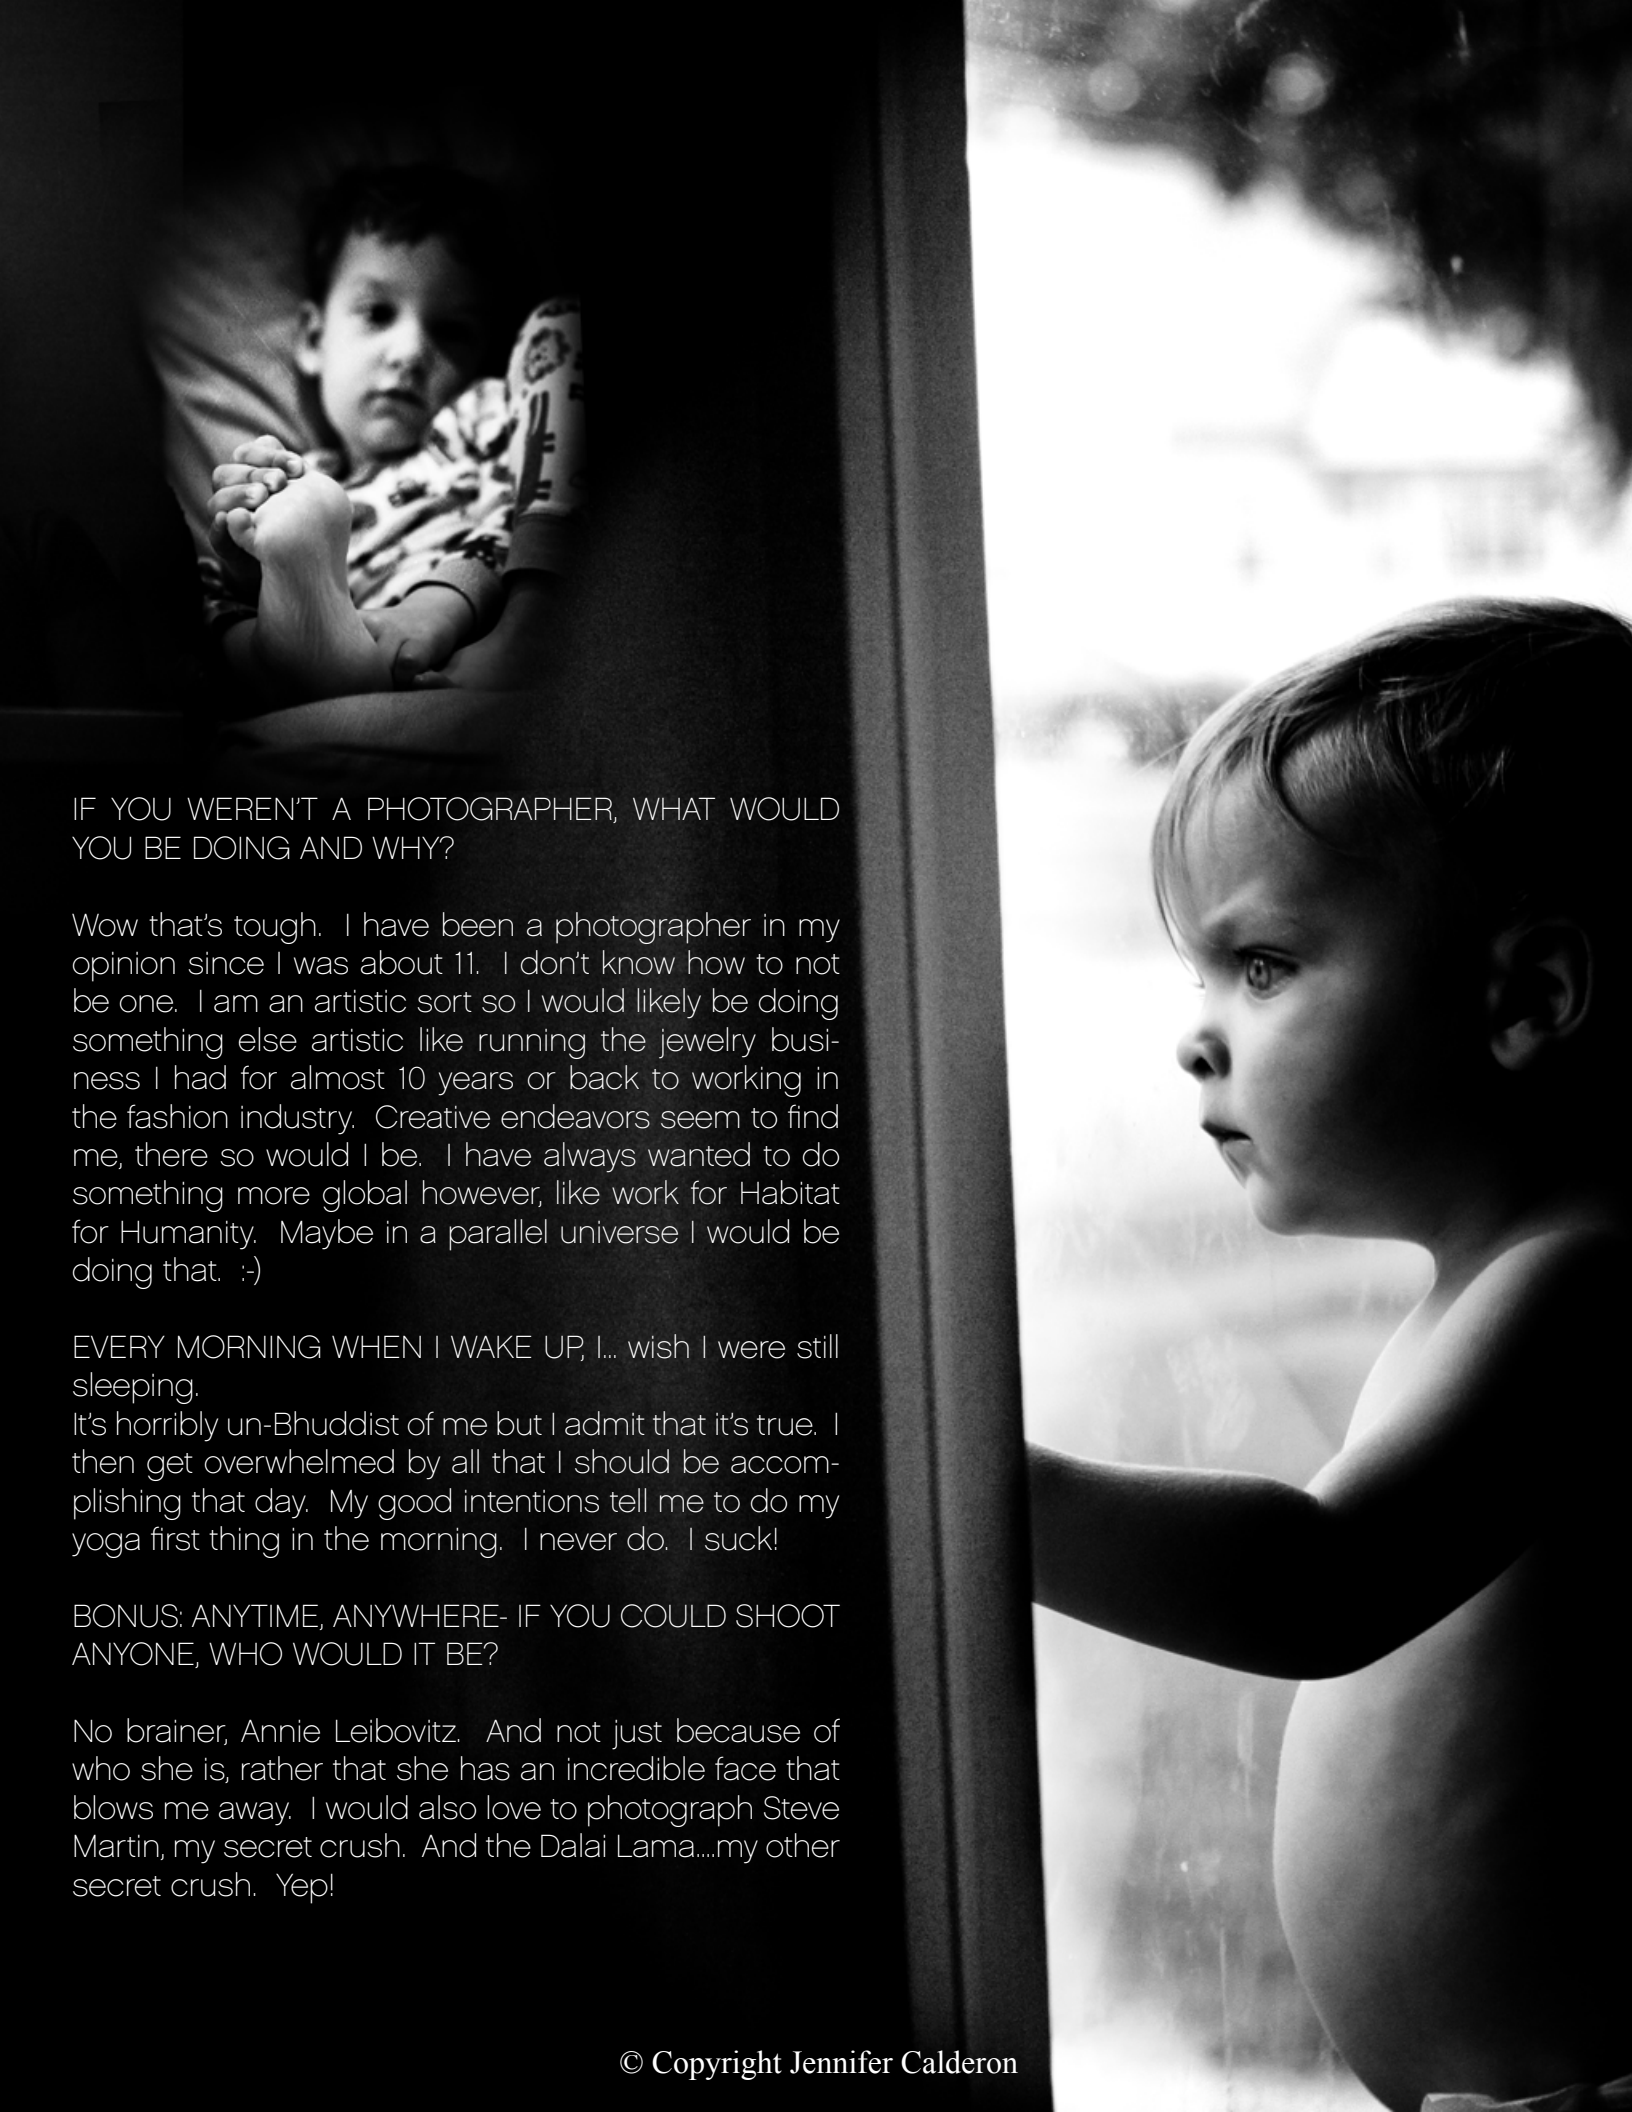 IF YOU WEREN'T A PHOTOGRAPHER, WHAT WOULD
YOU BE DOING AND WHY?
Wow that's tough.  I have been a photographer in my
opinion since I was about 11.  I don't know how to not
be one.  I am an artistic sort so I would likely be doing
something else artistic like running the jewelry busi-
ness I had for almost 10 years or back to working in
the fashion industry.  Creative endeavors seem to find
me, there so would I be.  I have always wanted to do
something more global however, like work for Habitat
for Humanity.  Maybe in a parallel universe I would be
doing that.  :-)
EVERY MORNING WHEN I WAKE UP, I... wish I were still
sleeping.
It's horribly un-Bhuddist of me but I admit that it's true.  I
then get overwhelmed by all that I should be accom-
plishing that day.  My good intentions tell me to do my
yoga first thing in the morning.  I never do.  I suck!
BONUS: ANYTIME, ANYWHERE- IF YOU COULD SHOOT
ANYONE, WHO WOULD IT BE?
No brainer, Annie Leibovitz.  And not just because of
who she is, rather that she has an incredible face that
blows me away.  I would also love to photograph Steve
Martin, my secret crush.  And the Dalai Lama....my other
secret crush.  Yep!
© Copyright Jennifer Calderon